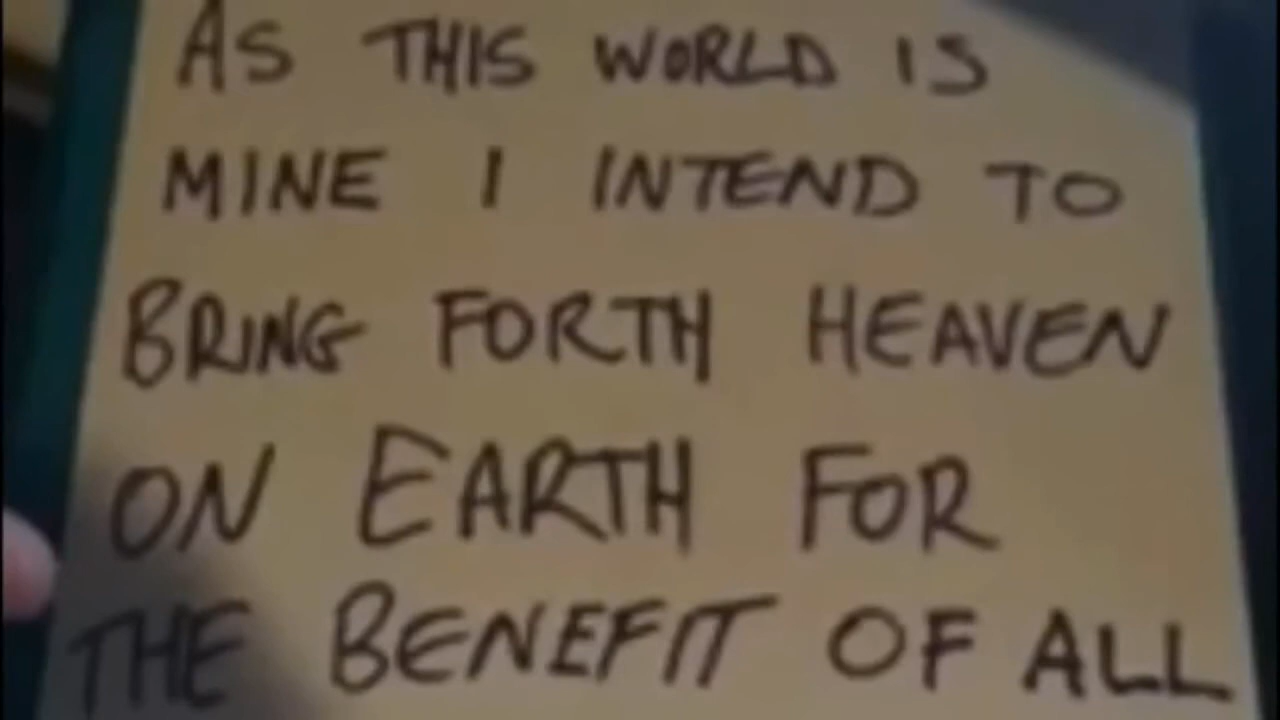 AS THIS WORLD IS
MINE I INTEND TO
BRING FORTH HEAVEN
ON EARTH FOR
THE BENEFIT OF ALL